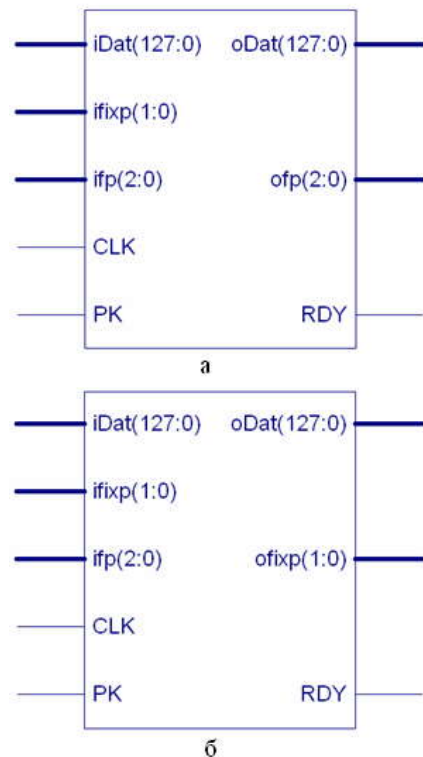 iDat(127:0) oDat(127:0)
ifixp(1:0)
ifp(2:0) ofp(2:0)
CLK
PK RDY
а
iDat(127:0) oDat(127:0)
ifixp(1:0)
ifp(2:0) ofixp(1:0)
CLK
PK RDY
б